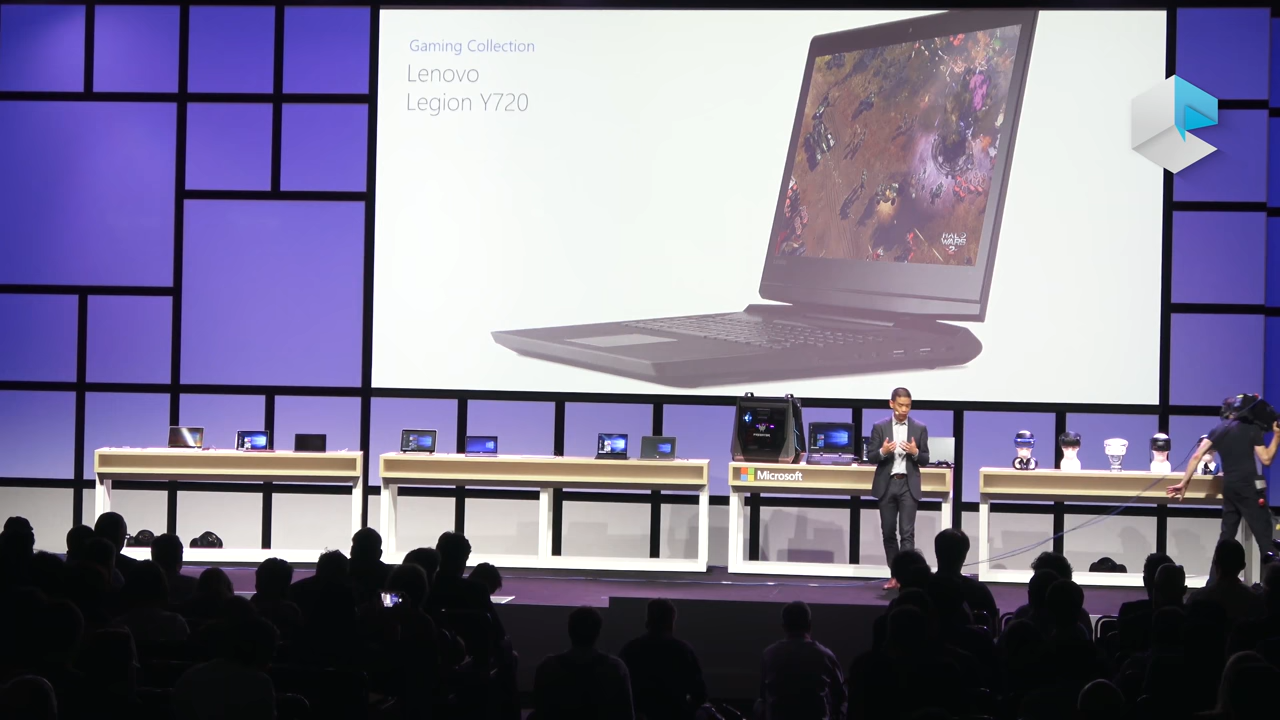 Gaming Collection
Lenovo
Legion Y720
HALO
WARS
2
Microsoft